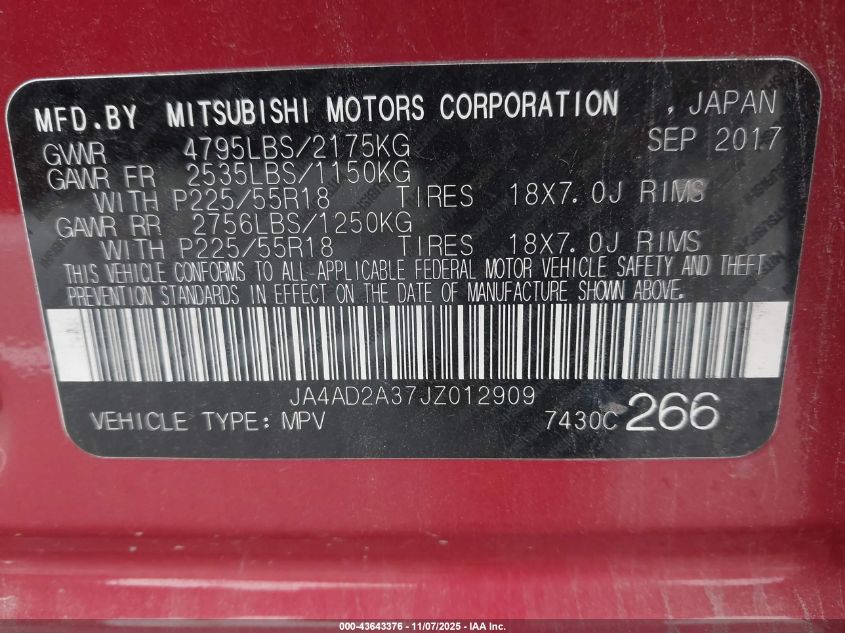 MFD.BY MITSUBISHI MOTORS CORPORATION , JAPAN
SEP 2017
GVWR 4795LBS/2175KG
GAWR FR 2535LBS/1150KG
WITH P225/55R18 TIRES 18X7.0J RIMS
GAWR RR 2756LBS/1250KG
WITH P225/55R18 TIRES 18X7.0J RIMS
THIS VEHICLE CONFORMS TO ALL APPLICABLE FEDERAL MOTOR VEHICLE SAFETY AND THEFT
PREVENTION STANDARDS IN EFFECT ON THE DATE OF MANUFACTURE SHOWN ABOVE.
JA4AD2A37JZ012909
VEHICLE TYPE: MPV 7430C 266
000-43643376 - 11/07/2025 - IAA Inc.